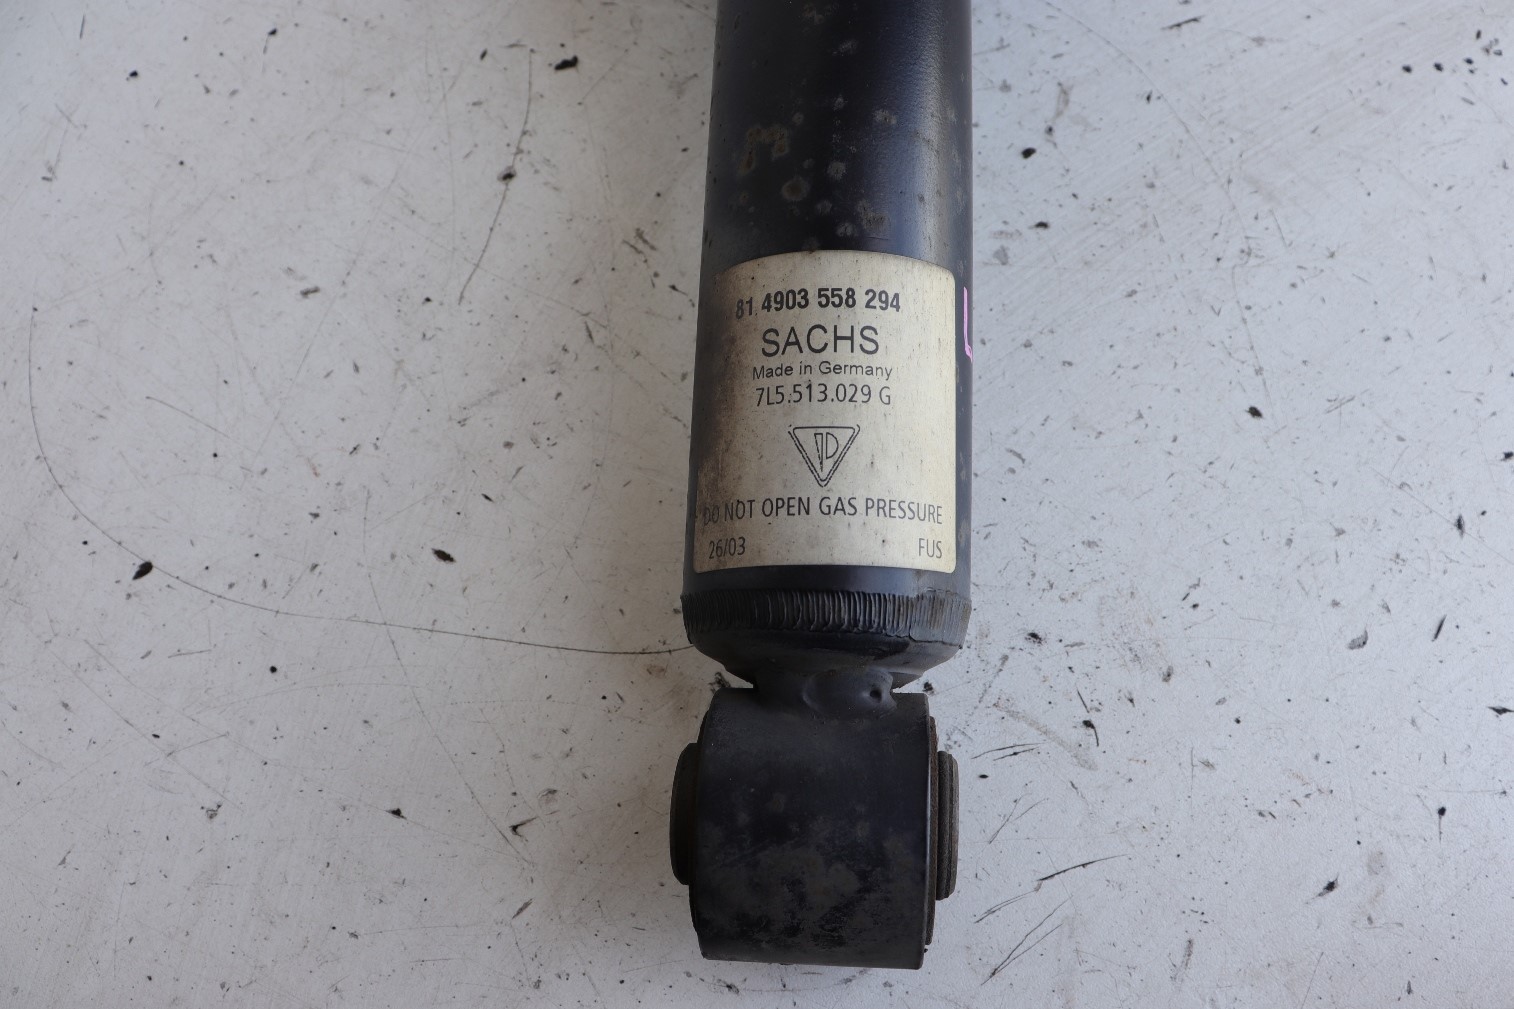 81.4903 558 294
SACHS
Made in Germany
7L5.513.029 G
DO NOT OPEN GAS PRESSURE
26/03 FUS